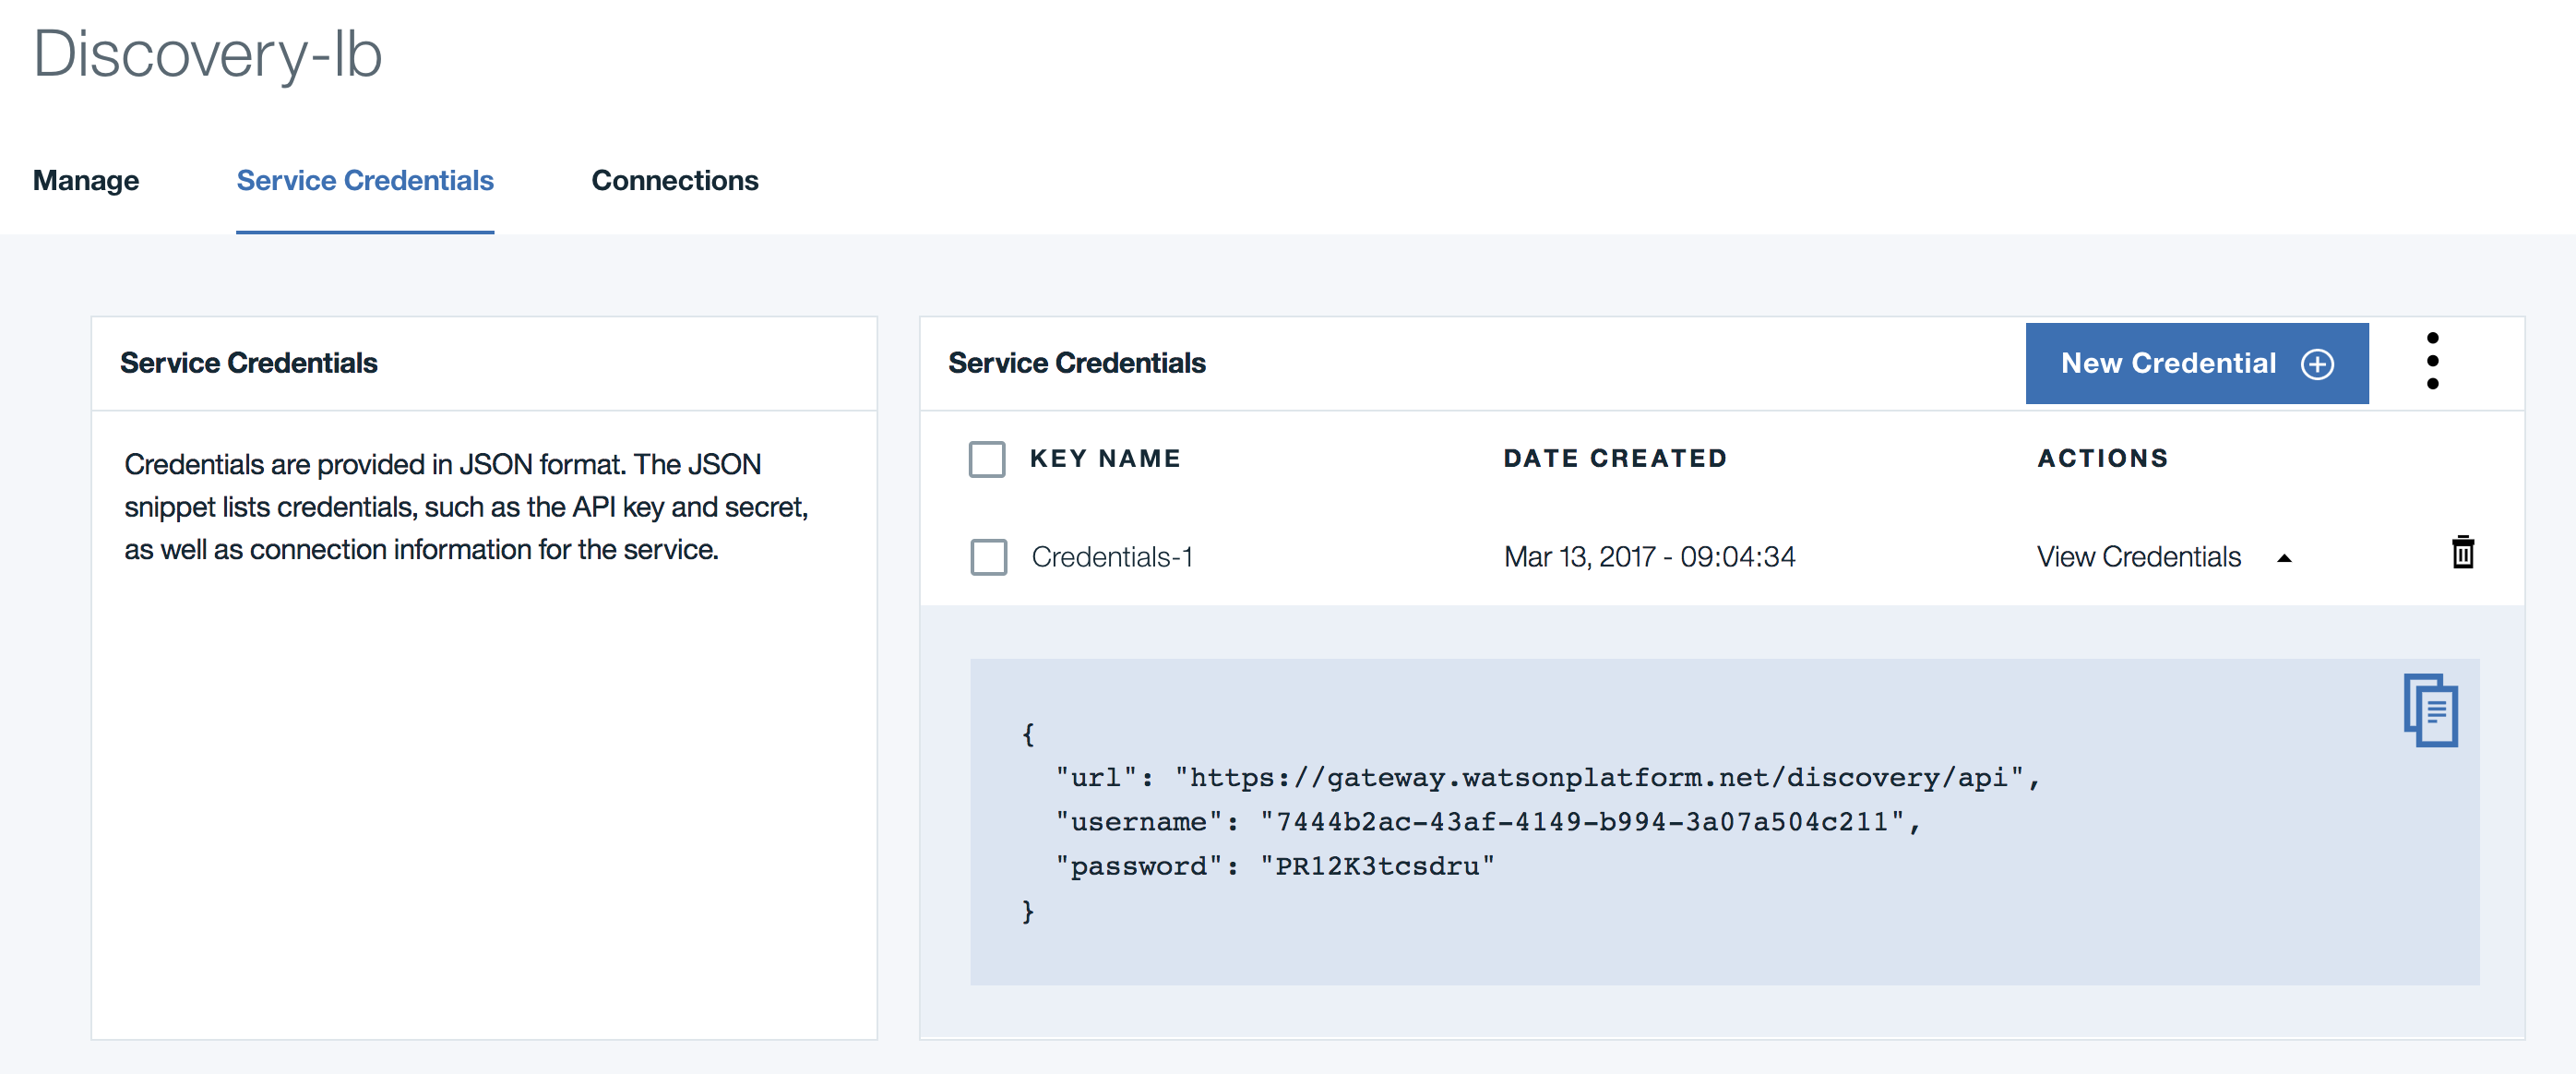 Discovery-lb
Manage Service Credentials Connections
Service Credentials
Credentials are provided in JSON format. The JSON
snippet lists credentials, such as the API key and secret,
as well as connection information for the service.
Service Credentials New Credential
KEY NAME DATE CREATED ACTIONS
Credentials-1 Mar 13, 2017 - 09:04:34 View Credentials
{
"url": "https://gateway.watsonplatform.net/discovery/api",
"username": "7444b2ac-43af-4149-b994-3a07a504c211",
"password": "PR12K3tcsdru"
}